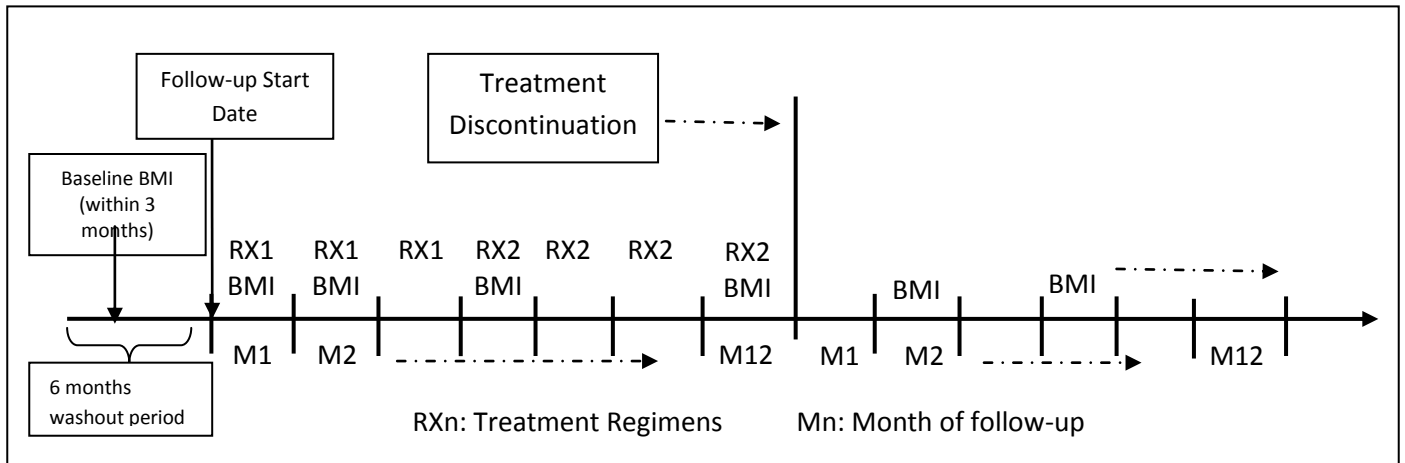 Follow-up Start
Date
Treatment
Discontinuation
Baseline BMI
(within 3
months)
RX1 RX1 RX1 RX2 RX2 RX2 RX2
BMI BMI BMI BMI BMI BMI
M1 M2 M12 M1 M2 M12
6 months
washout period
RXn: Treatment Regimens Mn: Month of follow-up